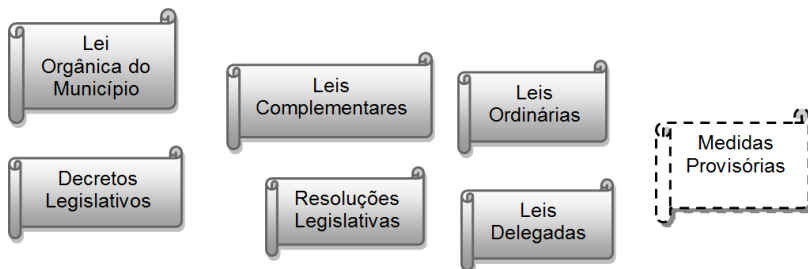 Lei
Orgânica do
Município
Leis
Complementares
Leis
Ordinárias
Medidas
Provisórias
Decretos
Legislativos
Resoluções
Legislativas
Leis
Delegadas